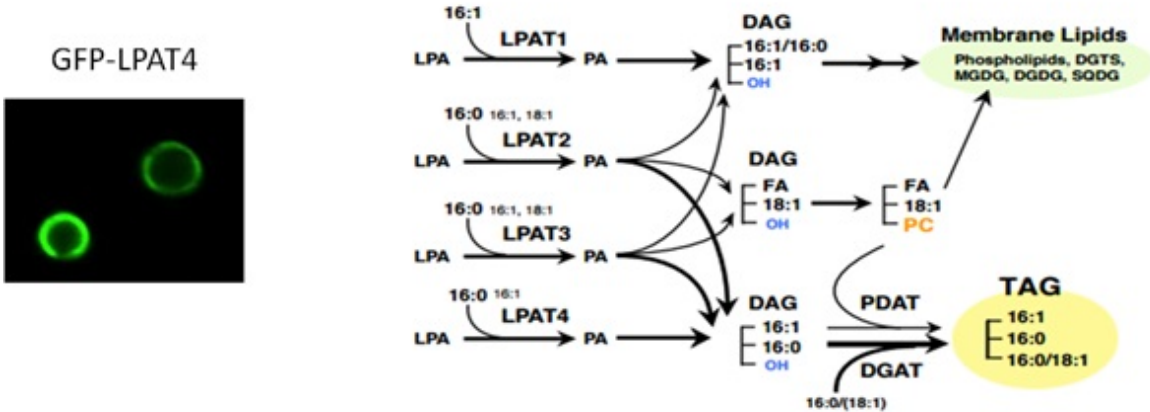 GFP-LPAT4
16:1
LPA
LPAT1
PA
DAG
16:1/16:0
16:1
OH
Membrane Lipids
Phospholipids, DGTS,
MGDG, DGDG, SQDG
16:0 16:1, 18:1
LPA
LPAT2
PA
DAG
FA
18:1
OH
FA
18:1
PC
16:0 16:1, 18:1
LPA
LPAT3
PA
16:0 16:1
LPA
LPAT4
PA
DAG
16:1
16:0
OH
PDAT
DGAT
16:0/(18:1)
TAG
16:1
16:0
16:0/18:1